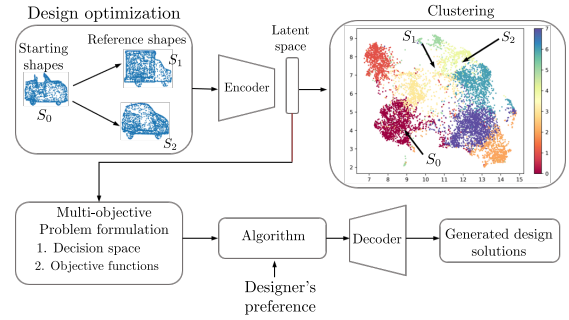 Design optimization
Starting
shapes
Reference shapes
S0
S1
S2
Encoder
Latent
space
Clustering
S1
S2
S0
9
8
7
6
5
4
3
2
7
8
9
10
11
12
13
14
15
7
6
5
4
3
2
1
0
Multi-objective
Problem formulation
1. Decision space
2. Objective functions
Algorithm
Designer's
preference
Decoder
Generated design
solutions